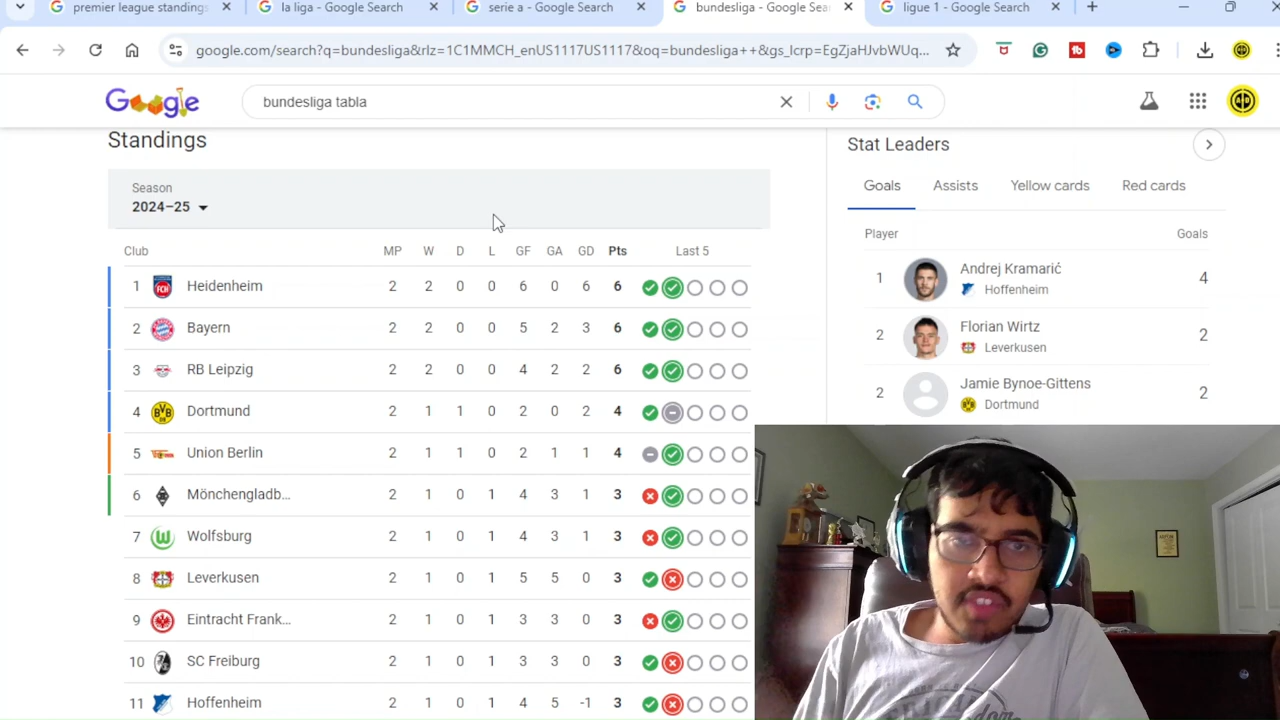 premier league standings
la liga - Google Search
serie a - Google Search
bundesliga - Google Sea
ligue 1 - Google Search
google.com/search?q=bundesliga&rlz=1C1MMCH_enUS1117US1117&oq=bundesliga++&gs_lcrp=EgZjaHJvbWUq...
Google
bundesliga tabla
Standings
Season
2024–25
Club MP W D L GF GA GD Pts Last 5
1 Heidenheim 2 2 0 0 6 0 6 6
2 Bayern 2 2 0 0 5 2 3 6
3 RB Leipzig 2 2 0 0 4 2 2 6
4 Dortmund 2 1 1 0 2 0 2 4
5 Union Berlin 2 1 1 0 2 1 1 4
6 Mönchengladb... 2 1 0 1 4 3 1 3
7 Wolfsburg 2 1 0 1 4 3 1 3
8 Leverkusen 2 1 0 1 5 5 0 3
9 Eintracht Frank... 2 1 0 1 3 3 0 3
10 SC Freiburg 2 1 0 1 3 3 0 3
11 Hoffenheim 2 1 0 1 4 5 -1 3
Stat Leaders
Goals Assists Yellow cards Red cards
Player Goals
1 Andrej Kramarić 4
Hoffenheim
2 Florian Wirtz 2
Leverkusen
2 Jamie Bynoe-Gittens 2
Dortmund